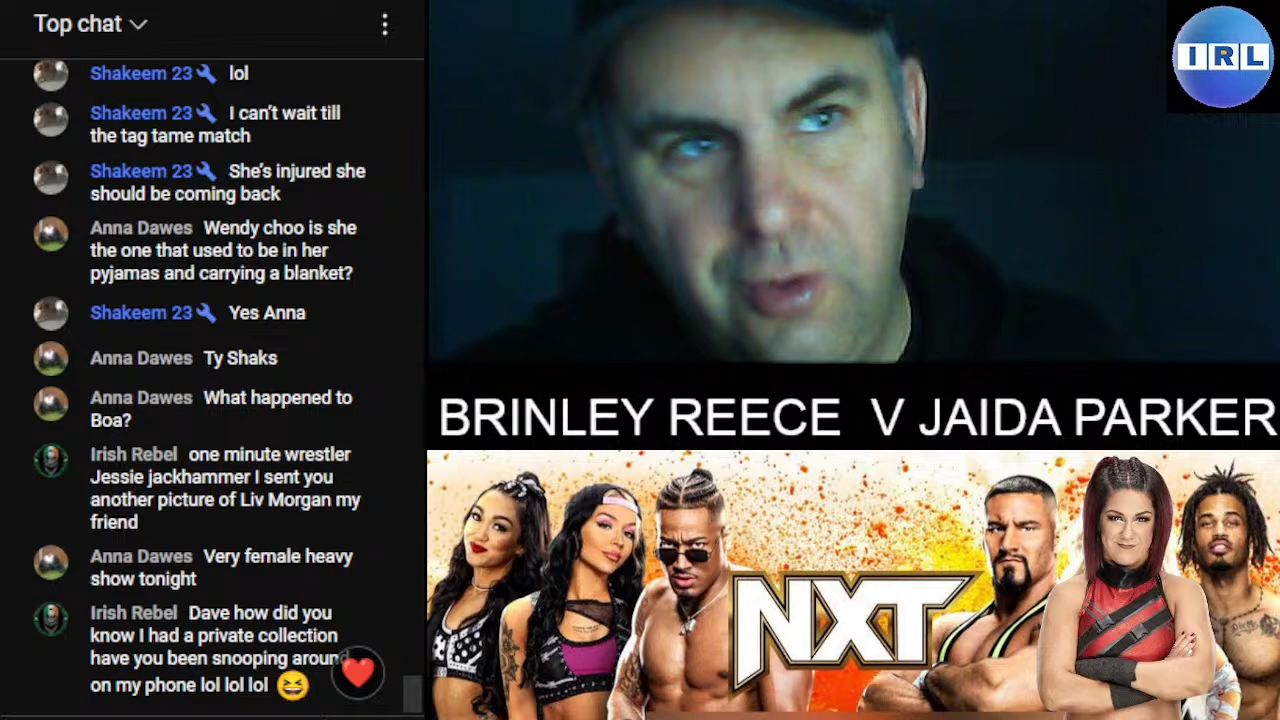 Top chat
Shakeem 23 lol
Shakeem 23 I can't wait till
the tag tame match
Shakeem 23 She's injured she
should be coming back
Anna Dawes Wendy choo is she
the one that used to be in her
pyjamas and carrying a blanket?
Shakeem 23 Yes Anna
Anna Dawes Ty Shaks
Anna Dawes What happened to
Boa?
Irish Rebel one minute wrestler
Jessie jackhammer I sent you
another picture of Liv Morgan my
friend
Anna Dawes Very female heavy
show tonight
Irish Rebel Dave how did you
know I had a private collection
have you been snooping aroun
on my phone lol lol lol
IRL
BRINLEY REECE V JAIDA PARKER
NXT